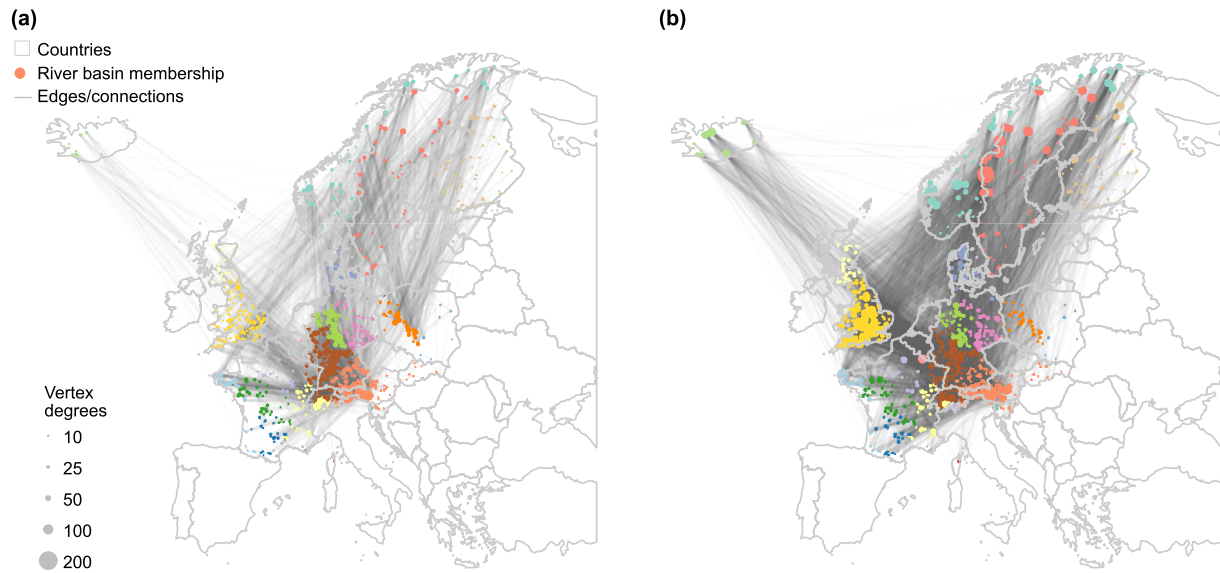 (a)
Countries
River basin membership
Edges/connections
Vertex
degrees
10
25
50
100
200
(b)